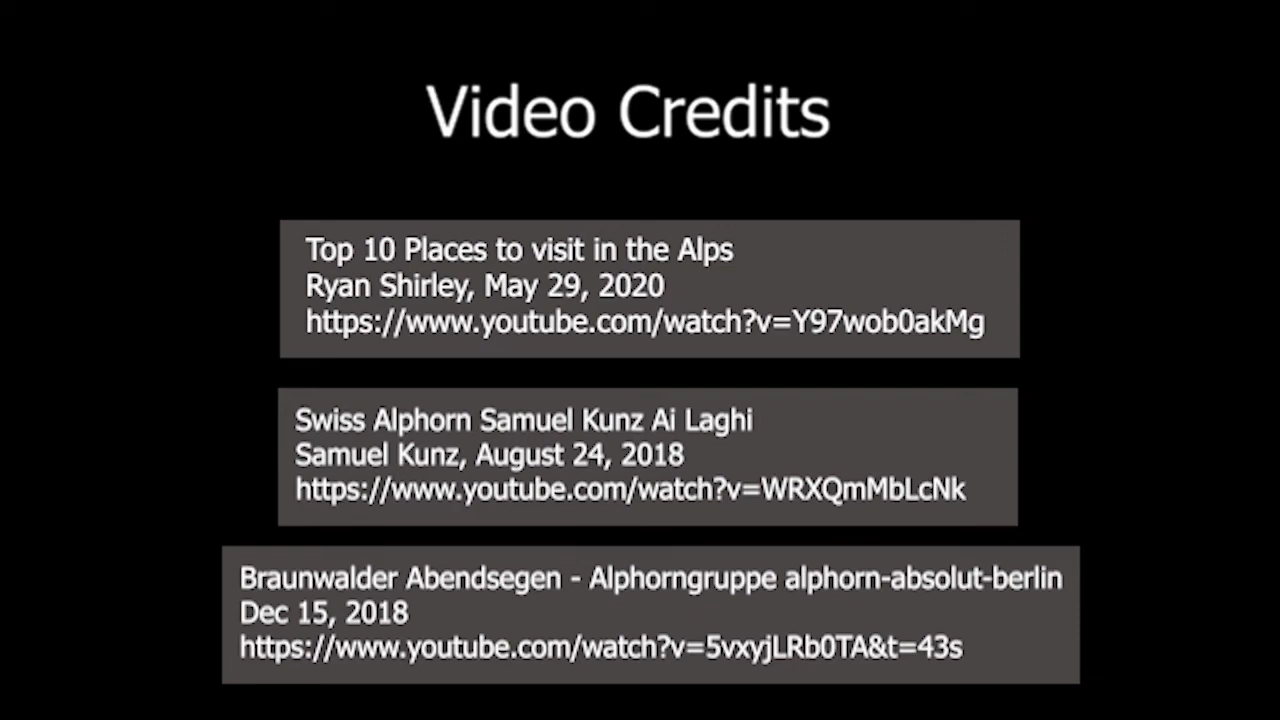 Video Credits
Top 10 Places to visit in the Alps
Ryan Shirley, May 29, 2020
https://www.youtube.com/watch?v=Y97wob0akMg
Swiss Alphorn Samuel Kunz Ai Laghi
Samuel Kunz, August 24, 2018
https://www.youtube.com/watch?v=WRXQmMbLcNk
Braunwalder Abendsegen - Alphorngruppe alphorn-absolut-berlin
Dec 15, 2018
https://www.youtube.com/watch?v=5vxyjLRb0TA&t=43s